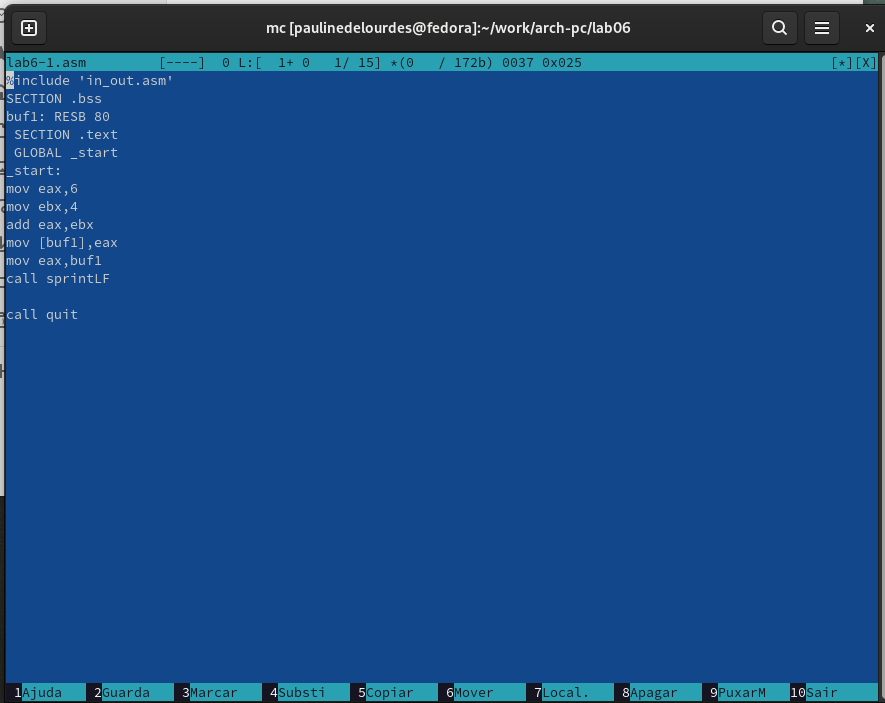 mc [paulinedelourdes@fedora]:~/work/arch-pc/lab06
lab6-1.asm [----] 0 L:[ 1+ 0 1/ 15] *(0 / 172b) 0037 0x025 [*][X]
%include 'in_out.asm'
SECTION .bss
buf1: RESB 80
SECTION .text
GLOBAL _start
_start:
mov eax,6
mov ebx,4
add eax,ebx
mov [buf1],eax
mov eax,buf1
call sprintLF
call quit
1Ajuda 2Guarda 3Marcar 4Substi 5Copiar 6Mover 7Local. 8Apagar 9PuxarM 10Sair